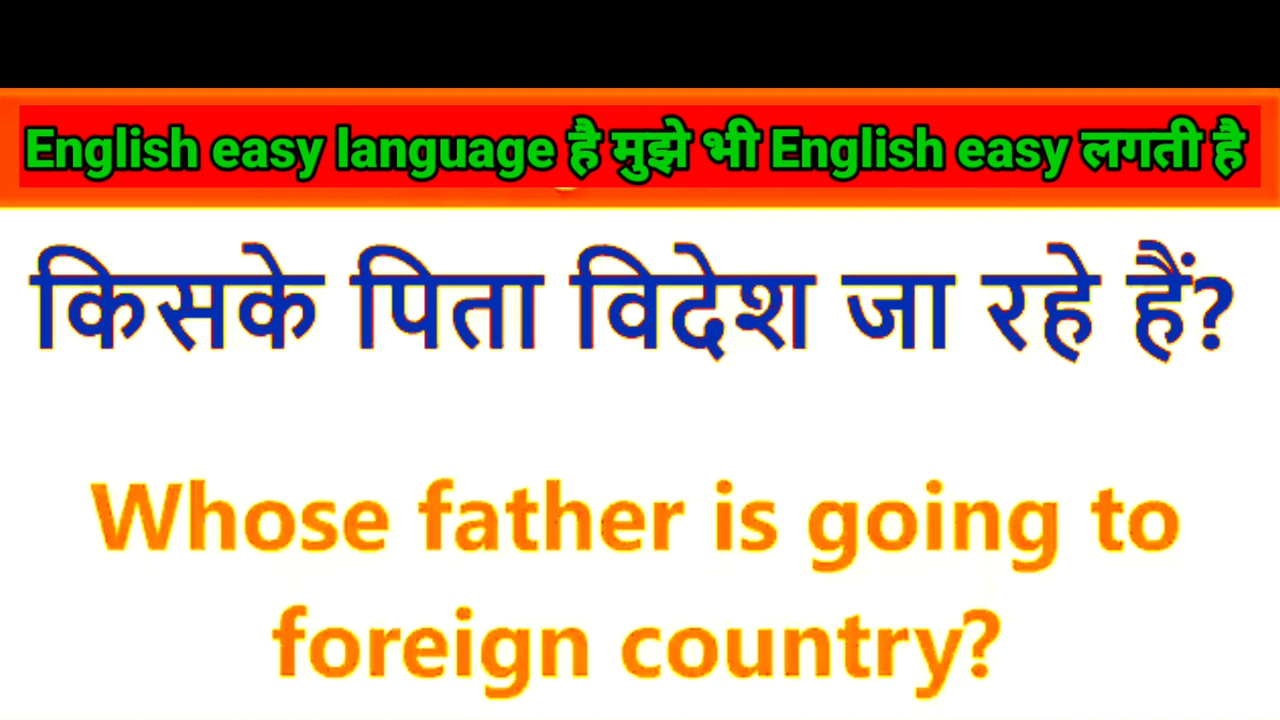 English easy language है मुझे भी English easy लगती है
किसके पिता विदेश जा रहे हैं?
Whose father is going to
foreign country?